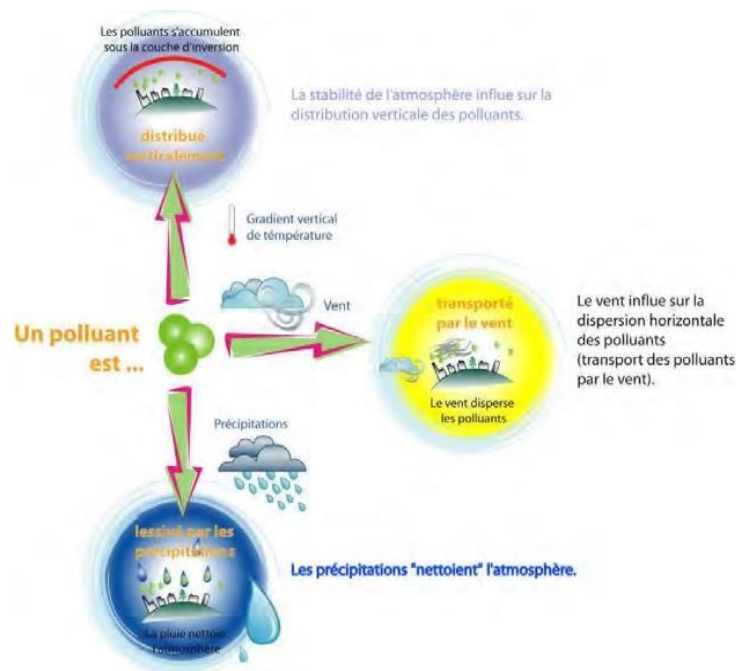 Les polluants s'accumulent
sous la couche d'inversion
distribué
verticalement
La stabilité de l'atmosphère influe sur la
distribution verticale des polluants.
Gradient vertical
de témpérature
Vent
Un polluant
est ...
transporté
par le vent
Le vent disperse
les polluants
Le vent influe sur la
dispersion horizontale
des polluants
(transport des polluants
par le vent).
Précipitations
lessivé par les
précipitations
La pluie nettoie
l'atmosphère
Les précipitations "nettoient" l'atmosphère.